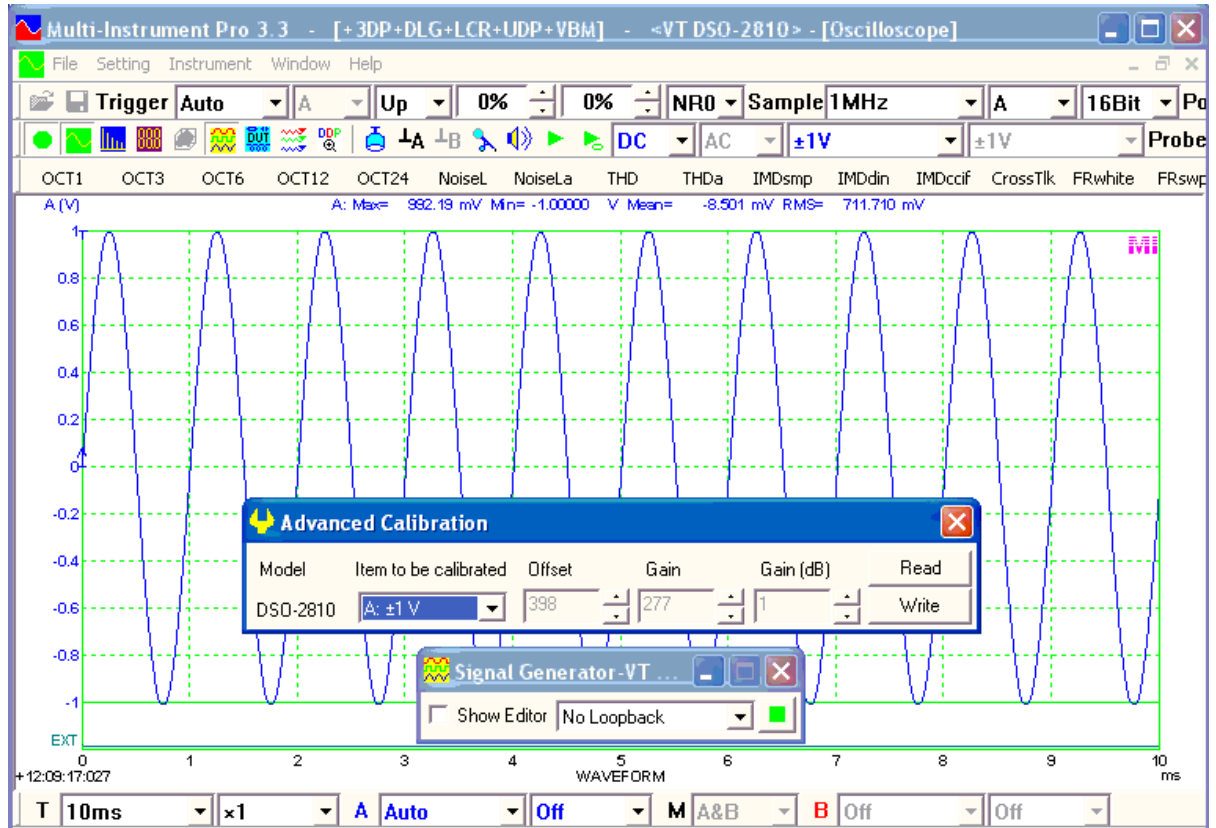 Multi-Instrument Pro 3.3 - [+3DP+DLG+LCR+UDP+VBM] - <VT DSO-2810> - [Oscilloscope]
File Setting Instrument Window Help
Trigger Auto A Up 0% 0% NR0 Sample 1MHz A 16Bit Po
DUT DDP A B DC AC ±1V ±1V Probe
OCT1 OCT3 OCT6 OCT12 OCT24 NoiseL NoiseLa THD THDa IMDsmp IMDdin IMDccif CrossTlk FRwhite FRswp
A (V) A: Max= 992.19 mV Min= -1.00000 V Mean= -8.501 mV RMS= 711.710 mV
1
MI
0.8
0.6
0.4
0.2
0
-0.2
-0.4
-0.6
-0.8
-1
Advanced Calibration
Model Item to be calibrated Offset Gain Gain (dB) Read
DSO-2810 A: ±1 V 398 277 1 Write
Signal Generator-VT ...
Show Editor No Loopback
EXT
0 1 2 3 4 5 6 7 8 9 10
+12:09:17:027 WAVEFORM ms
T 10ms ×1 A Auto Off M A&B B Off Off